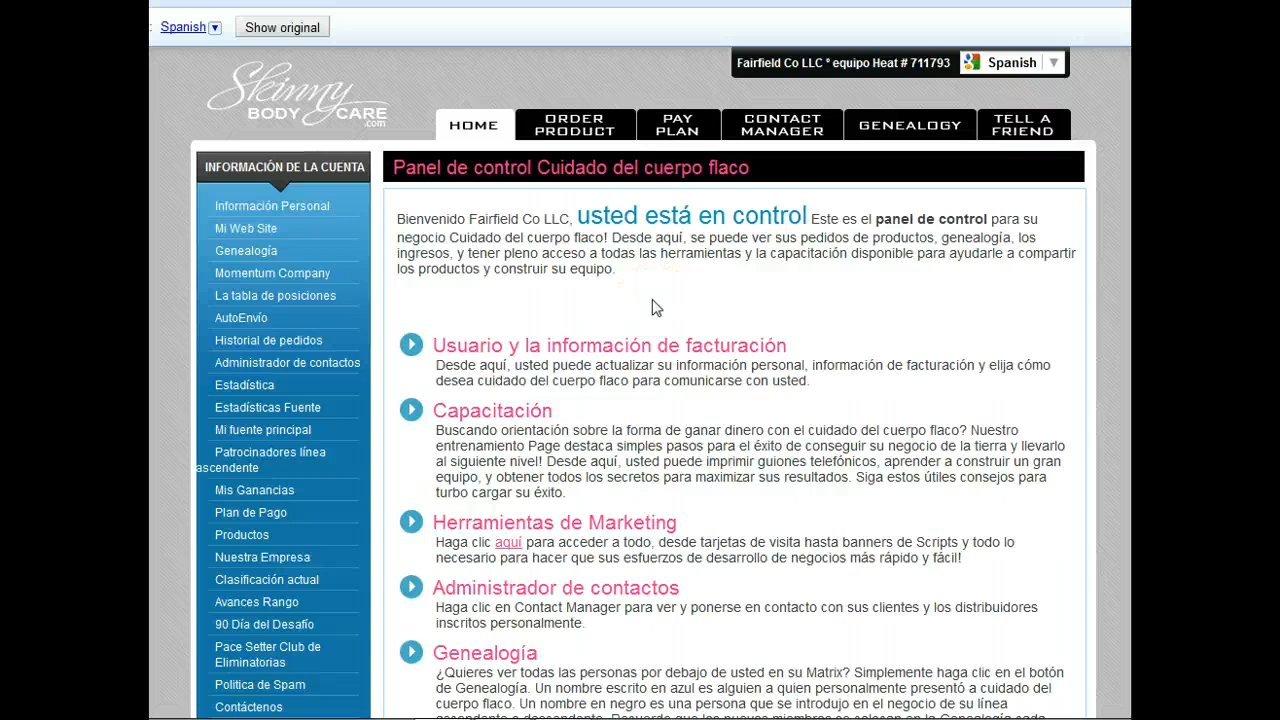 : Spanish Show original
Fairfield Co LLC * equipo Heat # 711793 Spanish
Skinny
BODY CARE
.com
HOME
ORDER
PRODUCT
PAY
PLAN
CONTACT
MANAGER
GENEALOGY
TELL A
FRIEND
INFORMACIÓN DE LA CUENTA
Información Personal
Mi Web Site
Genealogía
Momentum Company
La tabla de posiciones
AutoEnvío
Historial de pedidos
Administrador de contactos
Estadística
Estadísticas Fuente
Mi fuente principal
Patrocinadores línea
ascendente
Mis Ganancias
Plan de Pago
Productos
Nuestra Empresa
Clasificación actual
Avances Rango
90 Día del Desafío
Pace Setter Club de
Eliminatorias
Politica de Spam
Contáctenos
Panel de control Cuidado del cuerpo flaco
Bienvenido Fairfield Co LLC, usted está en control Este es el panel de control para su
negocio Cuidado del cuerpo flaco! Desde aquí, se puede ver sus pedidos de productos, genealogía, los
ingresos, y tener pleno acceso a todas las herramientas y la capacitación disponible para ayudarle a compartir
los productos y construir su equipo.
Usuario y la información de facturación
Desde aquí, usted puede actualizar su información personal, información de facturación y elija cómo
desea cuidado del cuerpo flaco para comunicarse con usted.
Capacitación
Buscando orientación sobre la forma de ganar dinero con el cuidado del cuerpo flaco? Nuestro
entrenamiento Page destaca simples pasos para el éxito de conseguir su negocio de la tierra y llevarlo
al siguiente nivel! Desde aquí, usted puede imprimir guiones telefónicos, aprender a construir un gran
equipo, y obtener todos los secretos para maximizar sus resultados. Siga estos útiles consejos para
turbo cargar su éxito.
Herramientas de Marketing
Haga clic aquí para acceder a todo, desde tarjetas de visita hasta banners de Scripts y todo lo
necesario para hacer que sus esfuerzos de desarrollo de negocios más rápido y fácil!
Administrador de contactos
Haga clic en Contact Manager para ver y ponerse en contacto con sus clientes y los distribuidores
inscritos personalmente.
Genealogía
¿Quieres ver todas las personas por debajo de usted en su Matrix? Simplemente haga clic en el botón
de Genealogía. Un nombre escrito en azul es alguien a quien personalmente presentó a cuidado del
cuerpo flaco. Un nombre en negro es una persona que se introdujo en el negocio de su línea